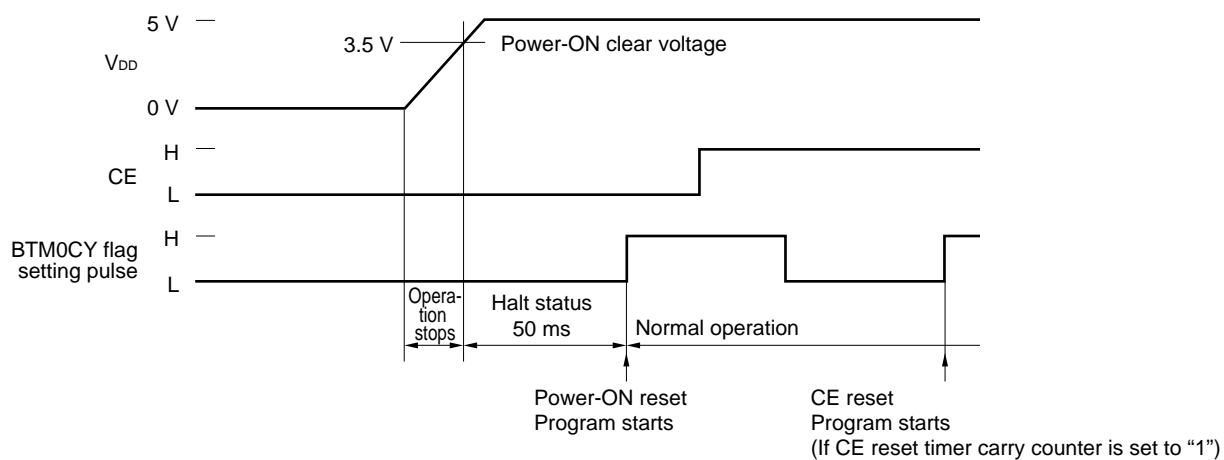 5 V
3.5 V
Power-ON clear voltage
VDD
0 V
H
CE
L
H
BTM0CY flag
setting pulse
L
Opera-
tion
stops
Halt status
50 ms
Normal operation
Power-ON reset
Program starts
CE reset
Program starts
(If CE reset timer carry counter is set to “1”)